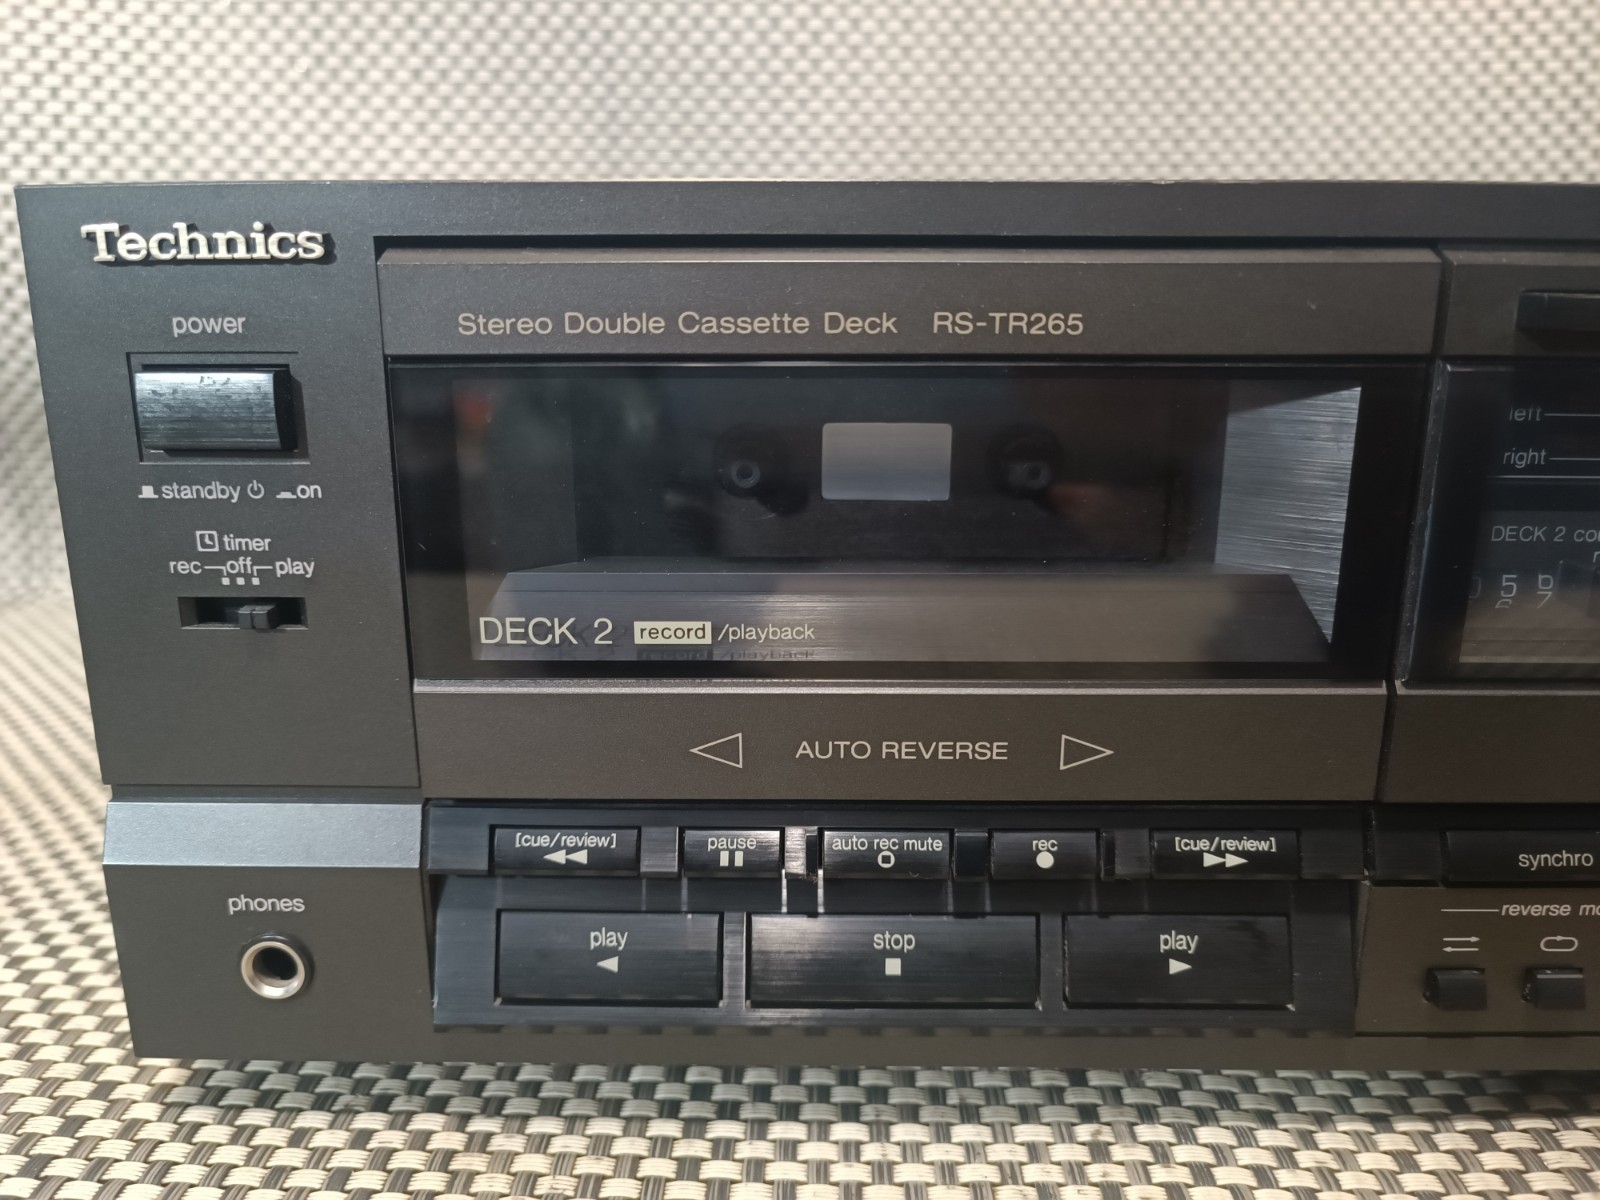 Technics
power
standby on
timer
rec off play
Stereo Double Cassette Deck RS-TR265
DECK 2 record /playback
AUTO REVERSE
left
right
DECK 2
5
[cue/review]
pause
auto rec mute
rec
[cue/review]
synchro
phones
play
stop
play
reverse